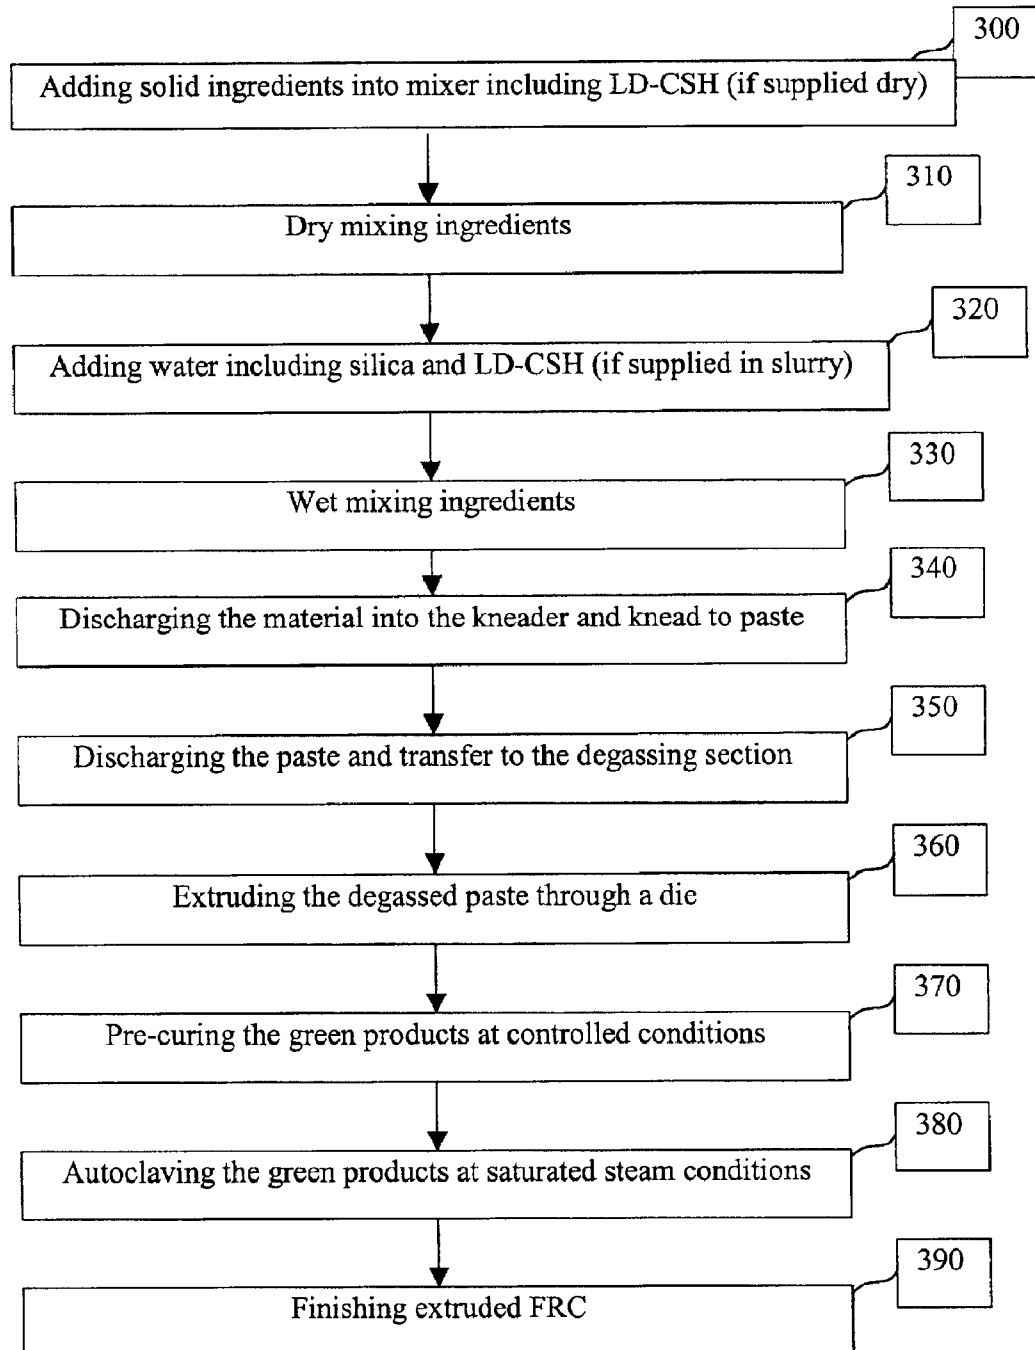 300
Adding solid ingredients into mixer including LD-CSH (if supplied dry)
310
Dry mixing ingredients
320
Adding water including silica and LD-CSH (if supplied in slurry)
330
Wet mixing ingredients
340
Discharging the material into the kneader and knead to paste
350
Discharging the paste and transfer to the degassing section
360
Extruding the degassed paste through a die
370
Pre-curing the green products at controlled conditions
380
Autoclaving the green products at saturated steam conditions
390
Finishing extruded FRC